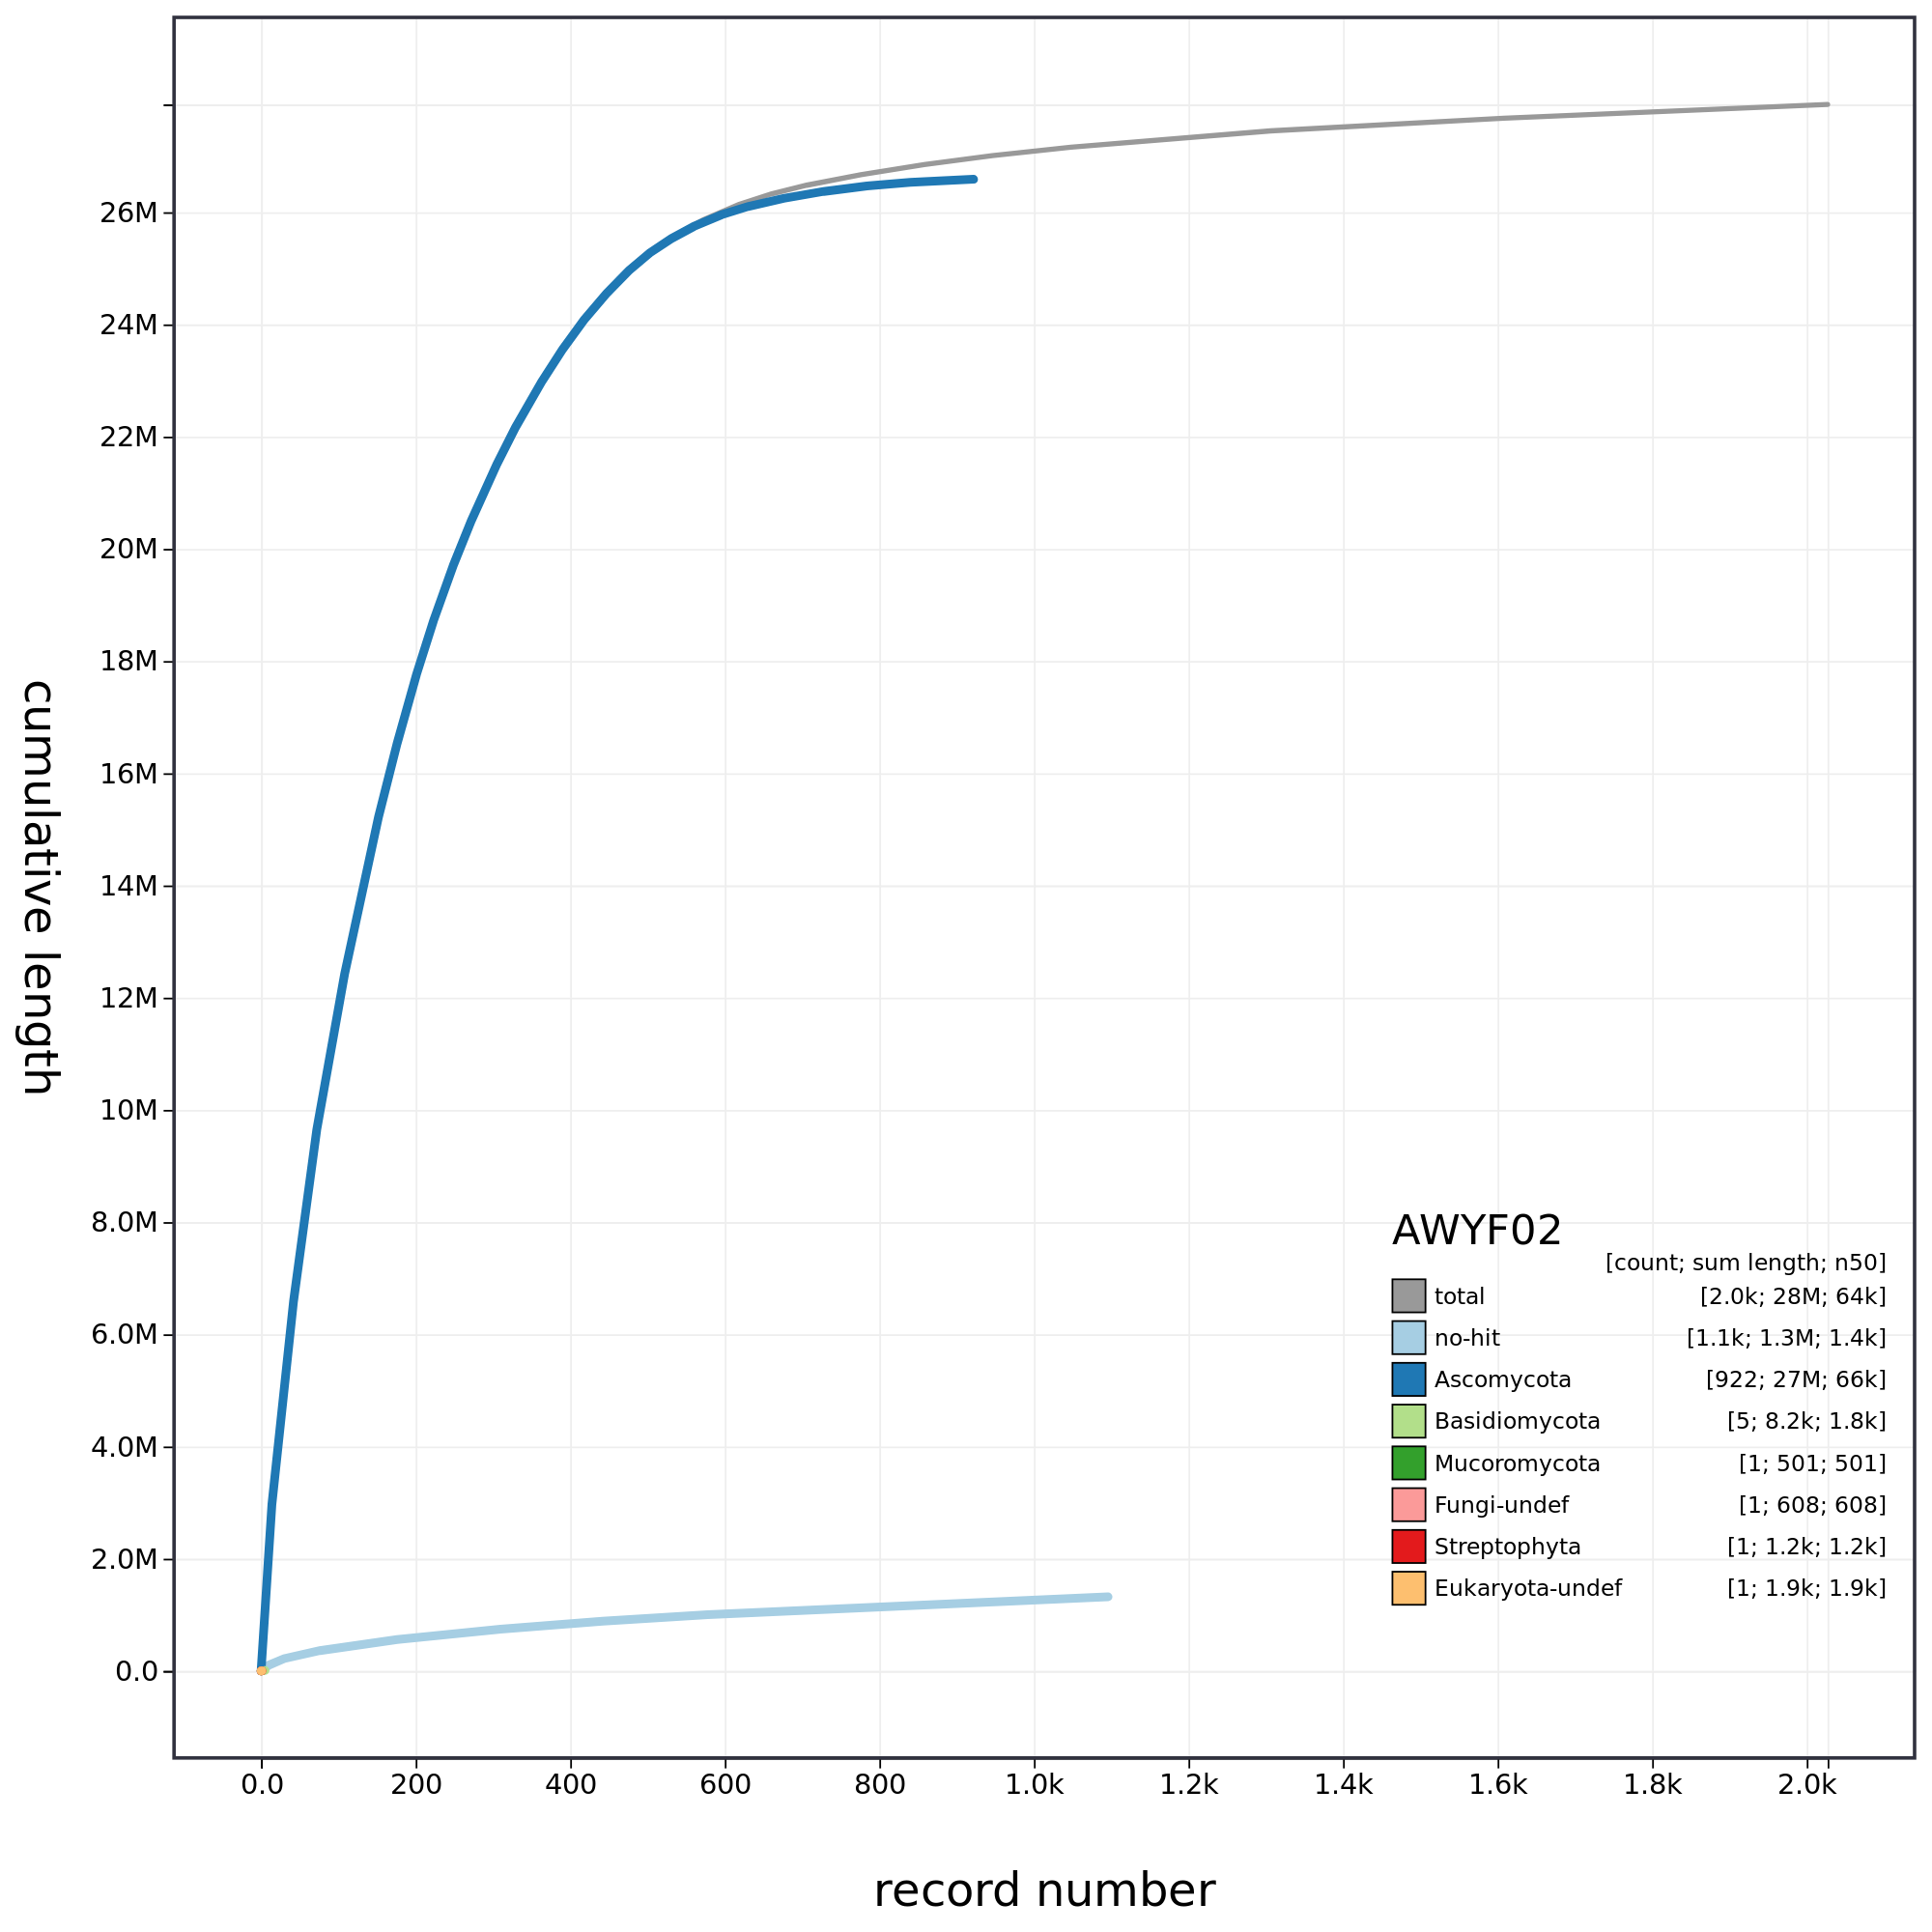 cumulative length
26M
24M
22M
20M
18M
16M
14M
12M
10M
8.0M
6.0M
4.0M
2.0M
0.0
AWYF02
[count; sum length; n50]
total [2.0k; 28M; 64k]
no-hit [1.1k; 1.3M; 1.4k]
Ascomycota [922; 27M; 66k]
Basidiomycota [5; 8.2k; 1.8k]
Mucoromycota [1; 501; 501]
Fungi-undef [1; 608; 608]
Streptophyta [1; 1.2k; 1.2k]
Eukaryota-undef [1; 1.9k; 1.9k]
0.0 200 400 600 800 1.0k 1.2k 1.4k 1.6k 1.8k 2.0k
record number